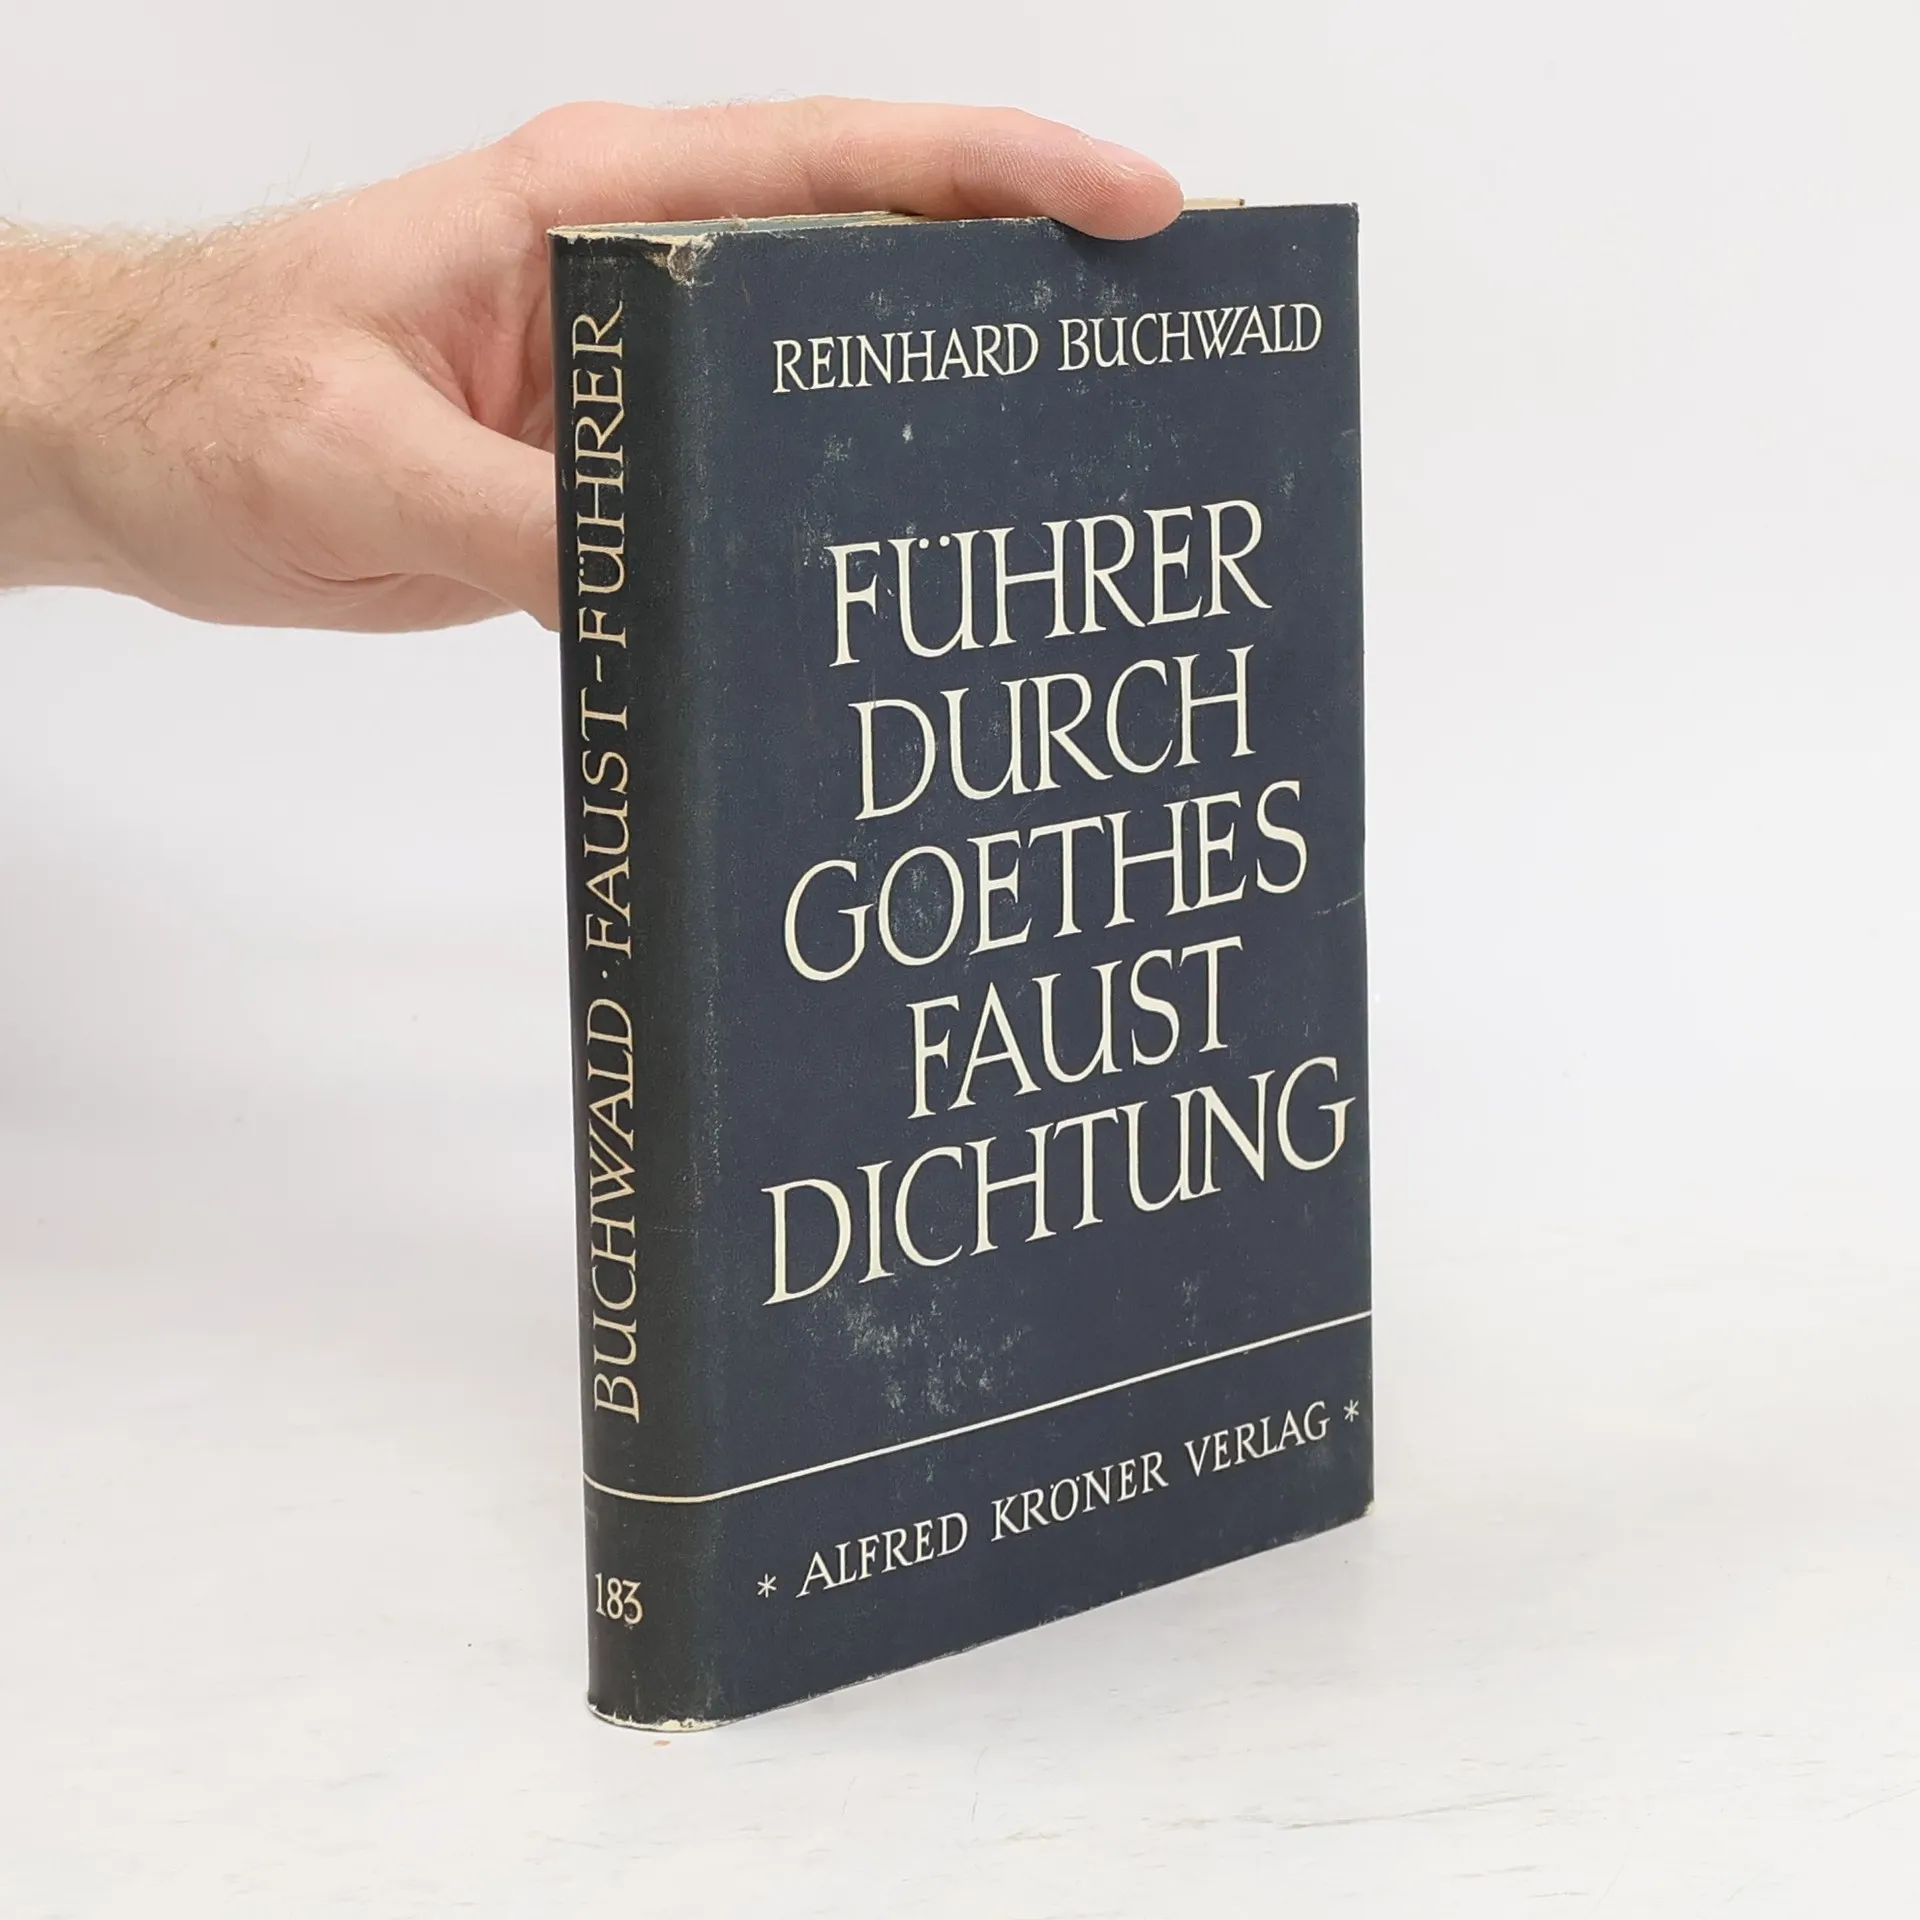 BUCHWALD · FAUST-FÜHRER
183
REINHARD BUCHWALD
FÜHRER
DURCH
GOETHES
FAUST
DICHTUNG
* ALFRED KRÖNER VERLAG *